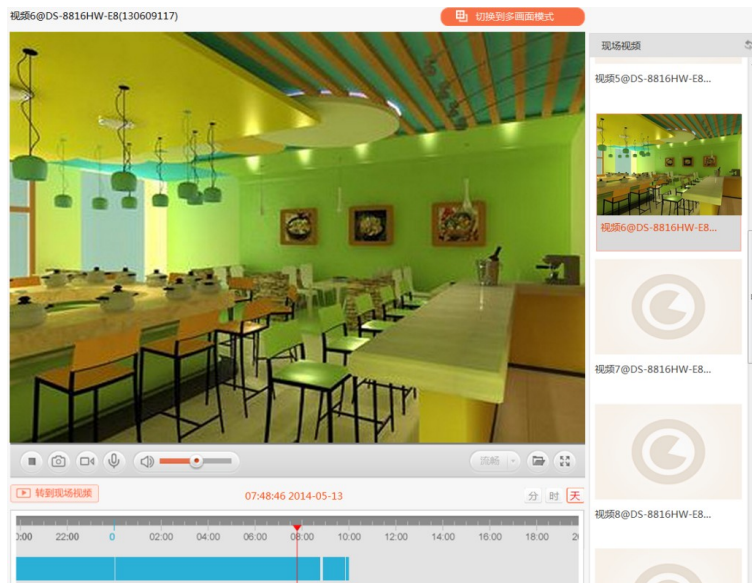 视频6@DS-8816HW-E8(130609117)
切换到多画面模式
现场视频
视频5@DS-8816HW-E8...
视频6@DS-8816HW-E8...
视频7@DS-8816HW-E8...
视频8@DS-8816HW-E8...
流畅
转到现场视频
07:48:46 2014-05-13
分 时 天
0:00 22:00 0 02:00 04:00 06:00 08:00 10:00 12:00 14:00 16:00 18:00 2